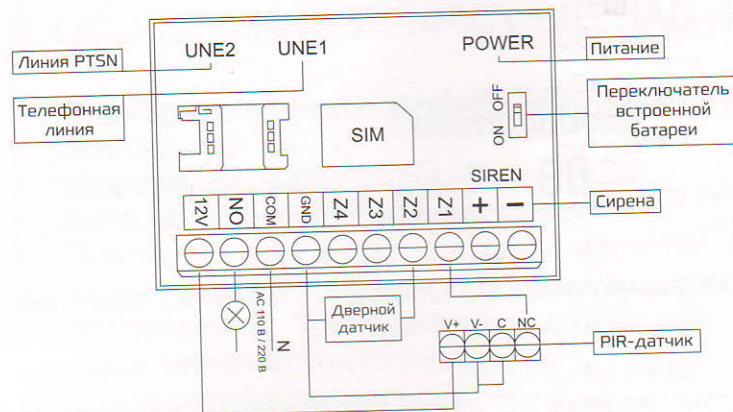 UNE2
UNE1
POWER
Линия PTSN
Питание
Телефонная
линия
SIM
ON OFF
Переключатель
встроенной
батареи
SIREN
12V
NO
COM
GND
Z4
Z3
Z2
Z1
+
−
Сирена
AC 110 В / 220 В
N
Дверной
датчик
V+
V-
C
NC
PIR-датчик